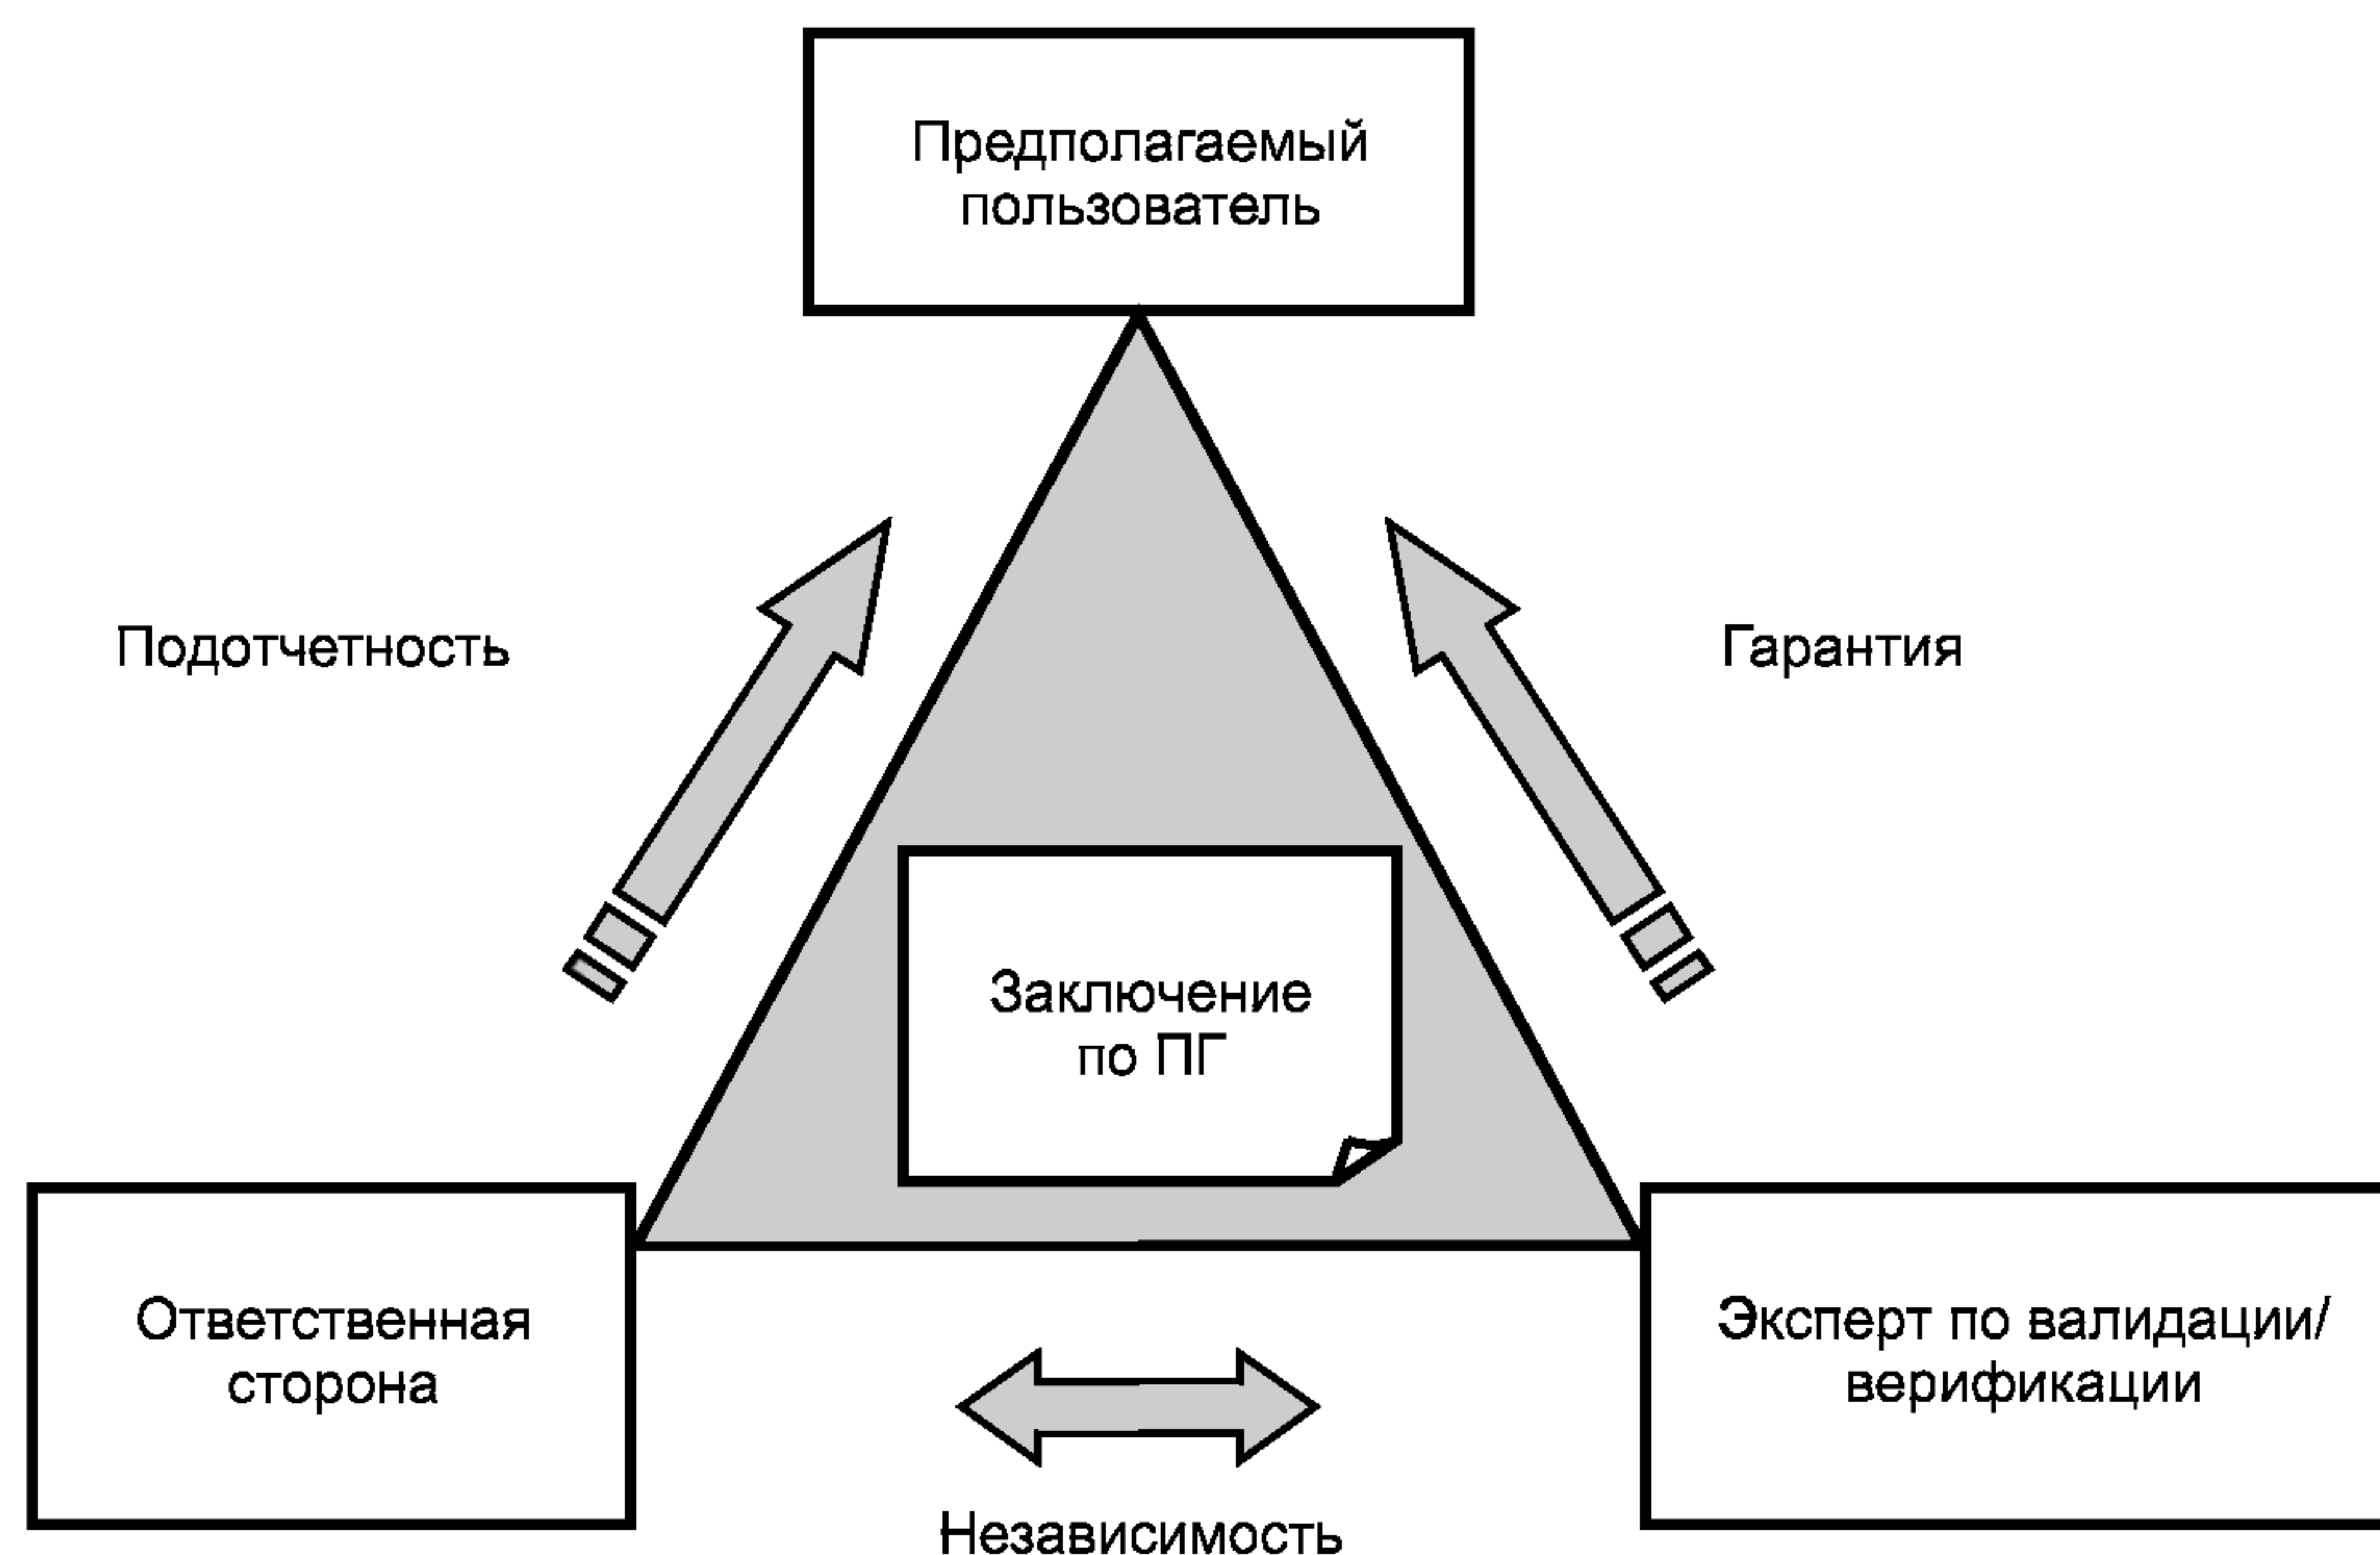 Предполагаемый
пользователь
Подотчетность
Гарантия
Заключение
по ПГ
Ответственная
сторона
Эксперт по валидации/
верификации
Независимость